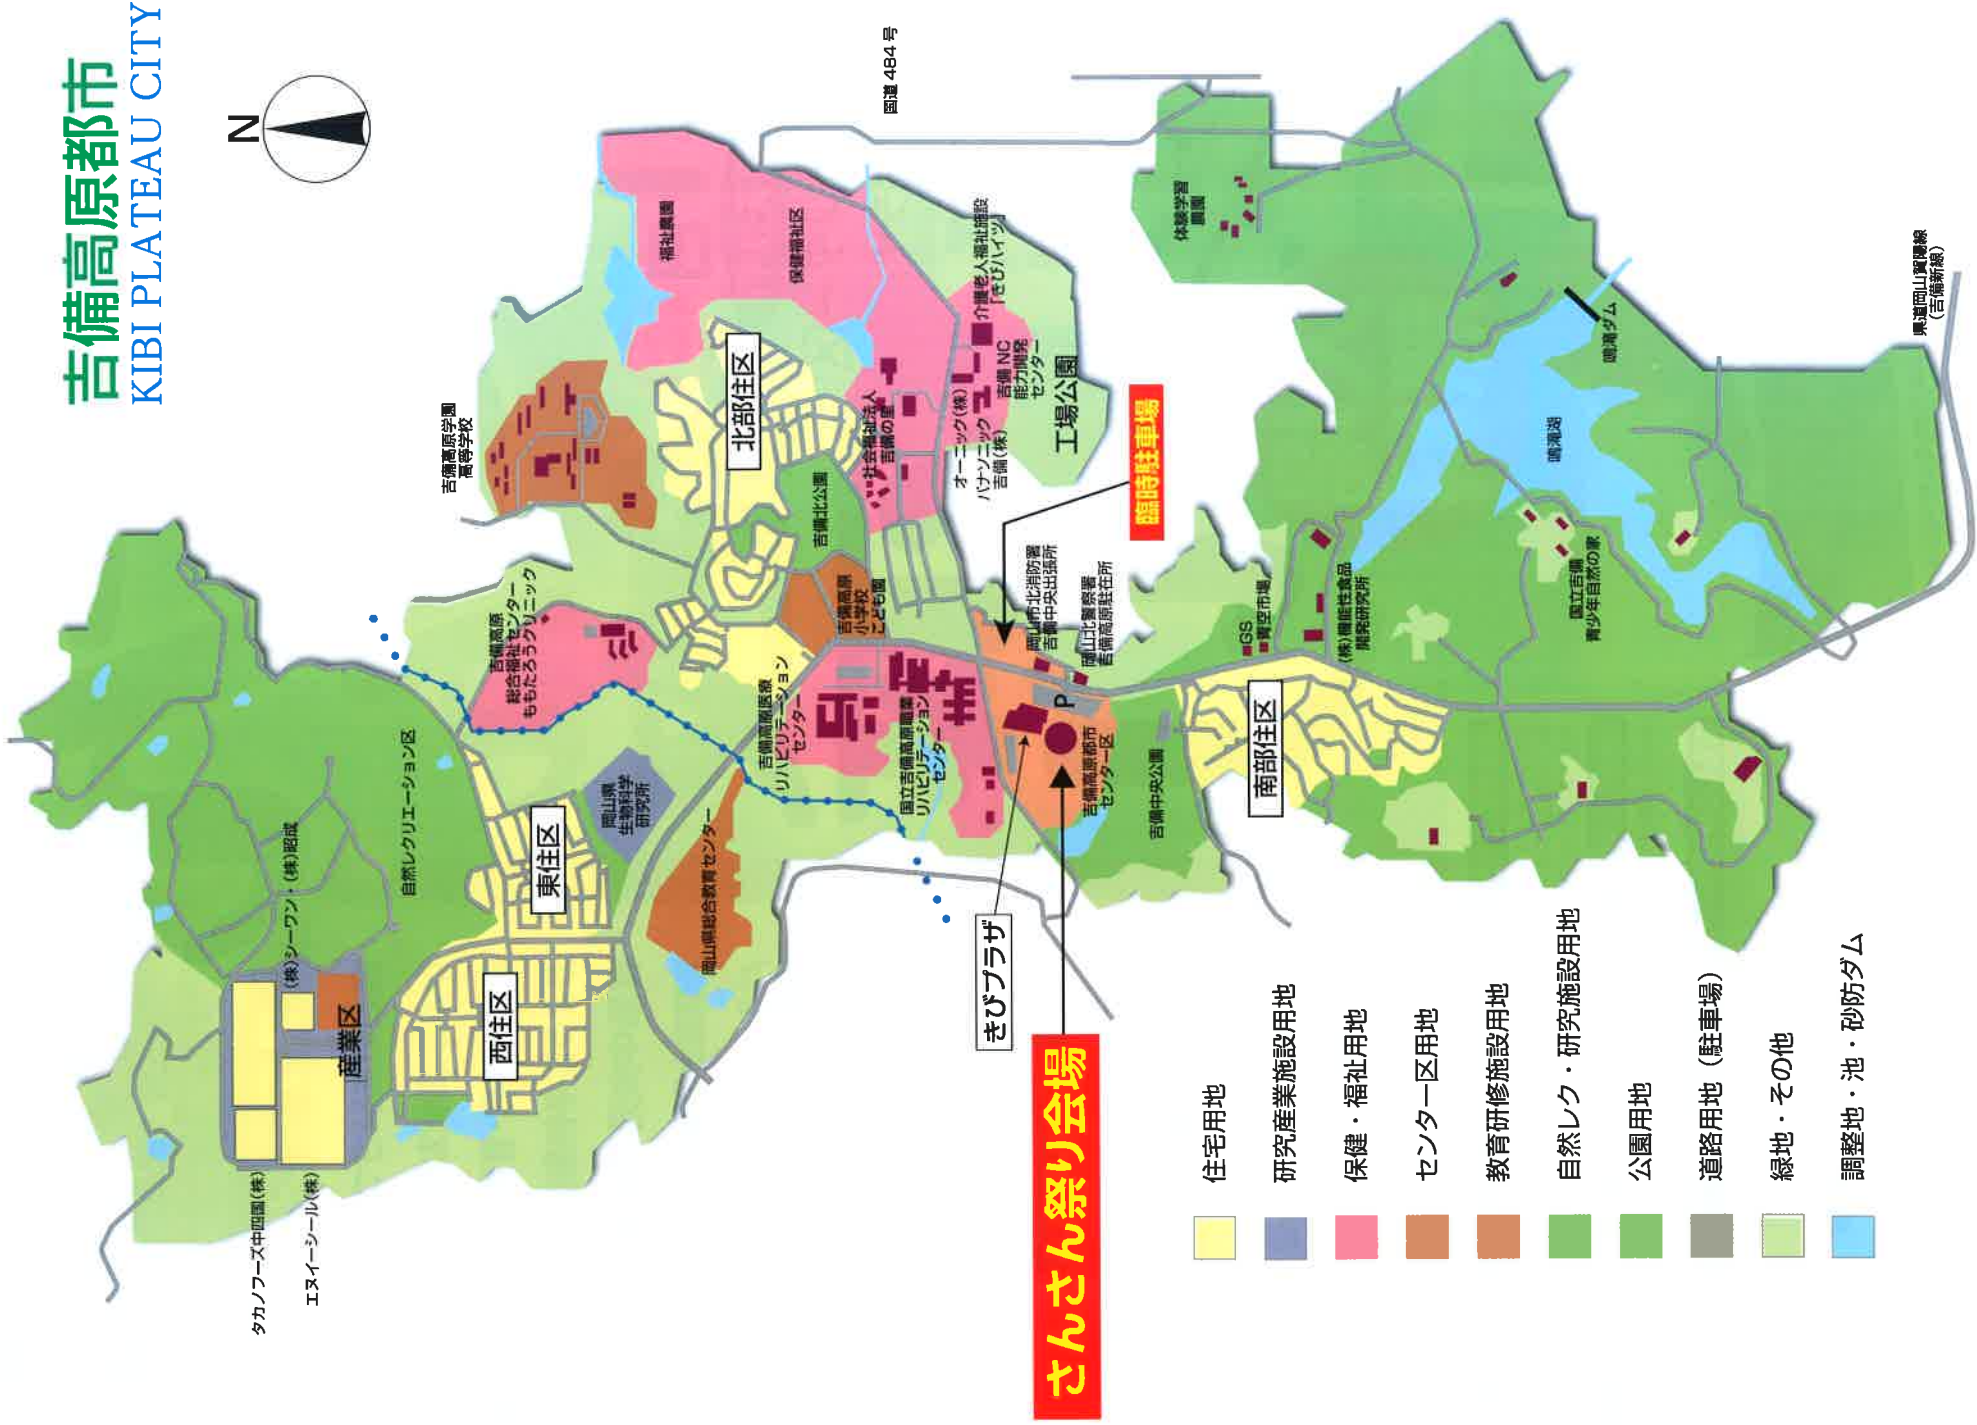 吉備高原都市
KIBI PLATEAU CITY
N
国道484号
福祉農園
保健福祉区
介護老人福祉施設
「きびハイツ」
吉備NC
能力開発
センター
工場公園
オーニック(株)
パナソニック
吉備(株)
社会福祉法人
吉備の里
北部住区
吉備北公園
吉備高原学園
高等学校
吉備高原
小学校
こども園
吉備高原
総合福祉センター
ももたろうクリニック
臨時駐車場
岡山市北消防署
吉備中央出張所
岡山北警察署
吉備高原駐在所
体験学習
農園
鳴滝ダム
鳴滝湖
県道岡山賀陽線
(吉備新線)
国立吉備
青少年自然の家
GS
青空市場
(株)機能性食品
開発研究所
南部住区
吉備中央公園
吉備高原都市
センター区
P
吉備高原医療
リハビリテーション
センター
国立吉備高原職業
リハビリテーション
センター
岡山県
生物科学
研究所
岡山県総合教育センター
自然レクリエーション区
東住区
西住区
産業区
(株)シーワン・(株)昭成
タカノフーズ中四国(株)
エヌイーシール(株)
きびプラザ
さんさん祭り会場
住宅用地
研究産業施設用地
保健・福祉用地
センター区用地
教育研修施設用地
自然レク・研究施設用地
公園用地
道路用地（駐車場）
緑地・その他
調整地・池・砂防ダム